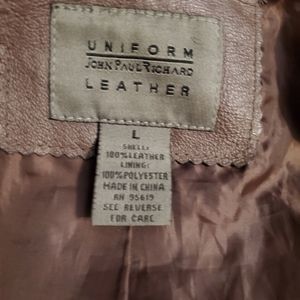 UNIFORM
JOHN PAUL RICHARD
LEATHER
L
SHELL:
100% LEATHER
LINING:
100% POLYESTER
MADE IN CHINA
RN 95619
SEE REVERSE
FOR CARE